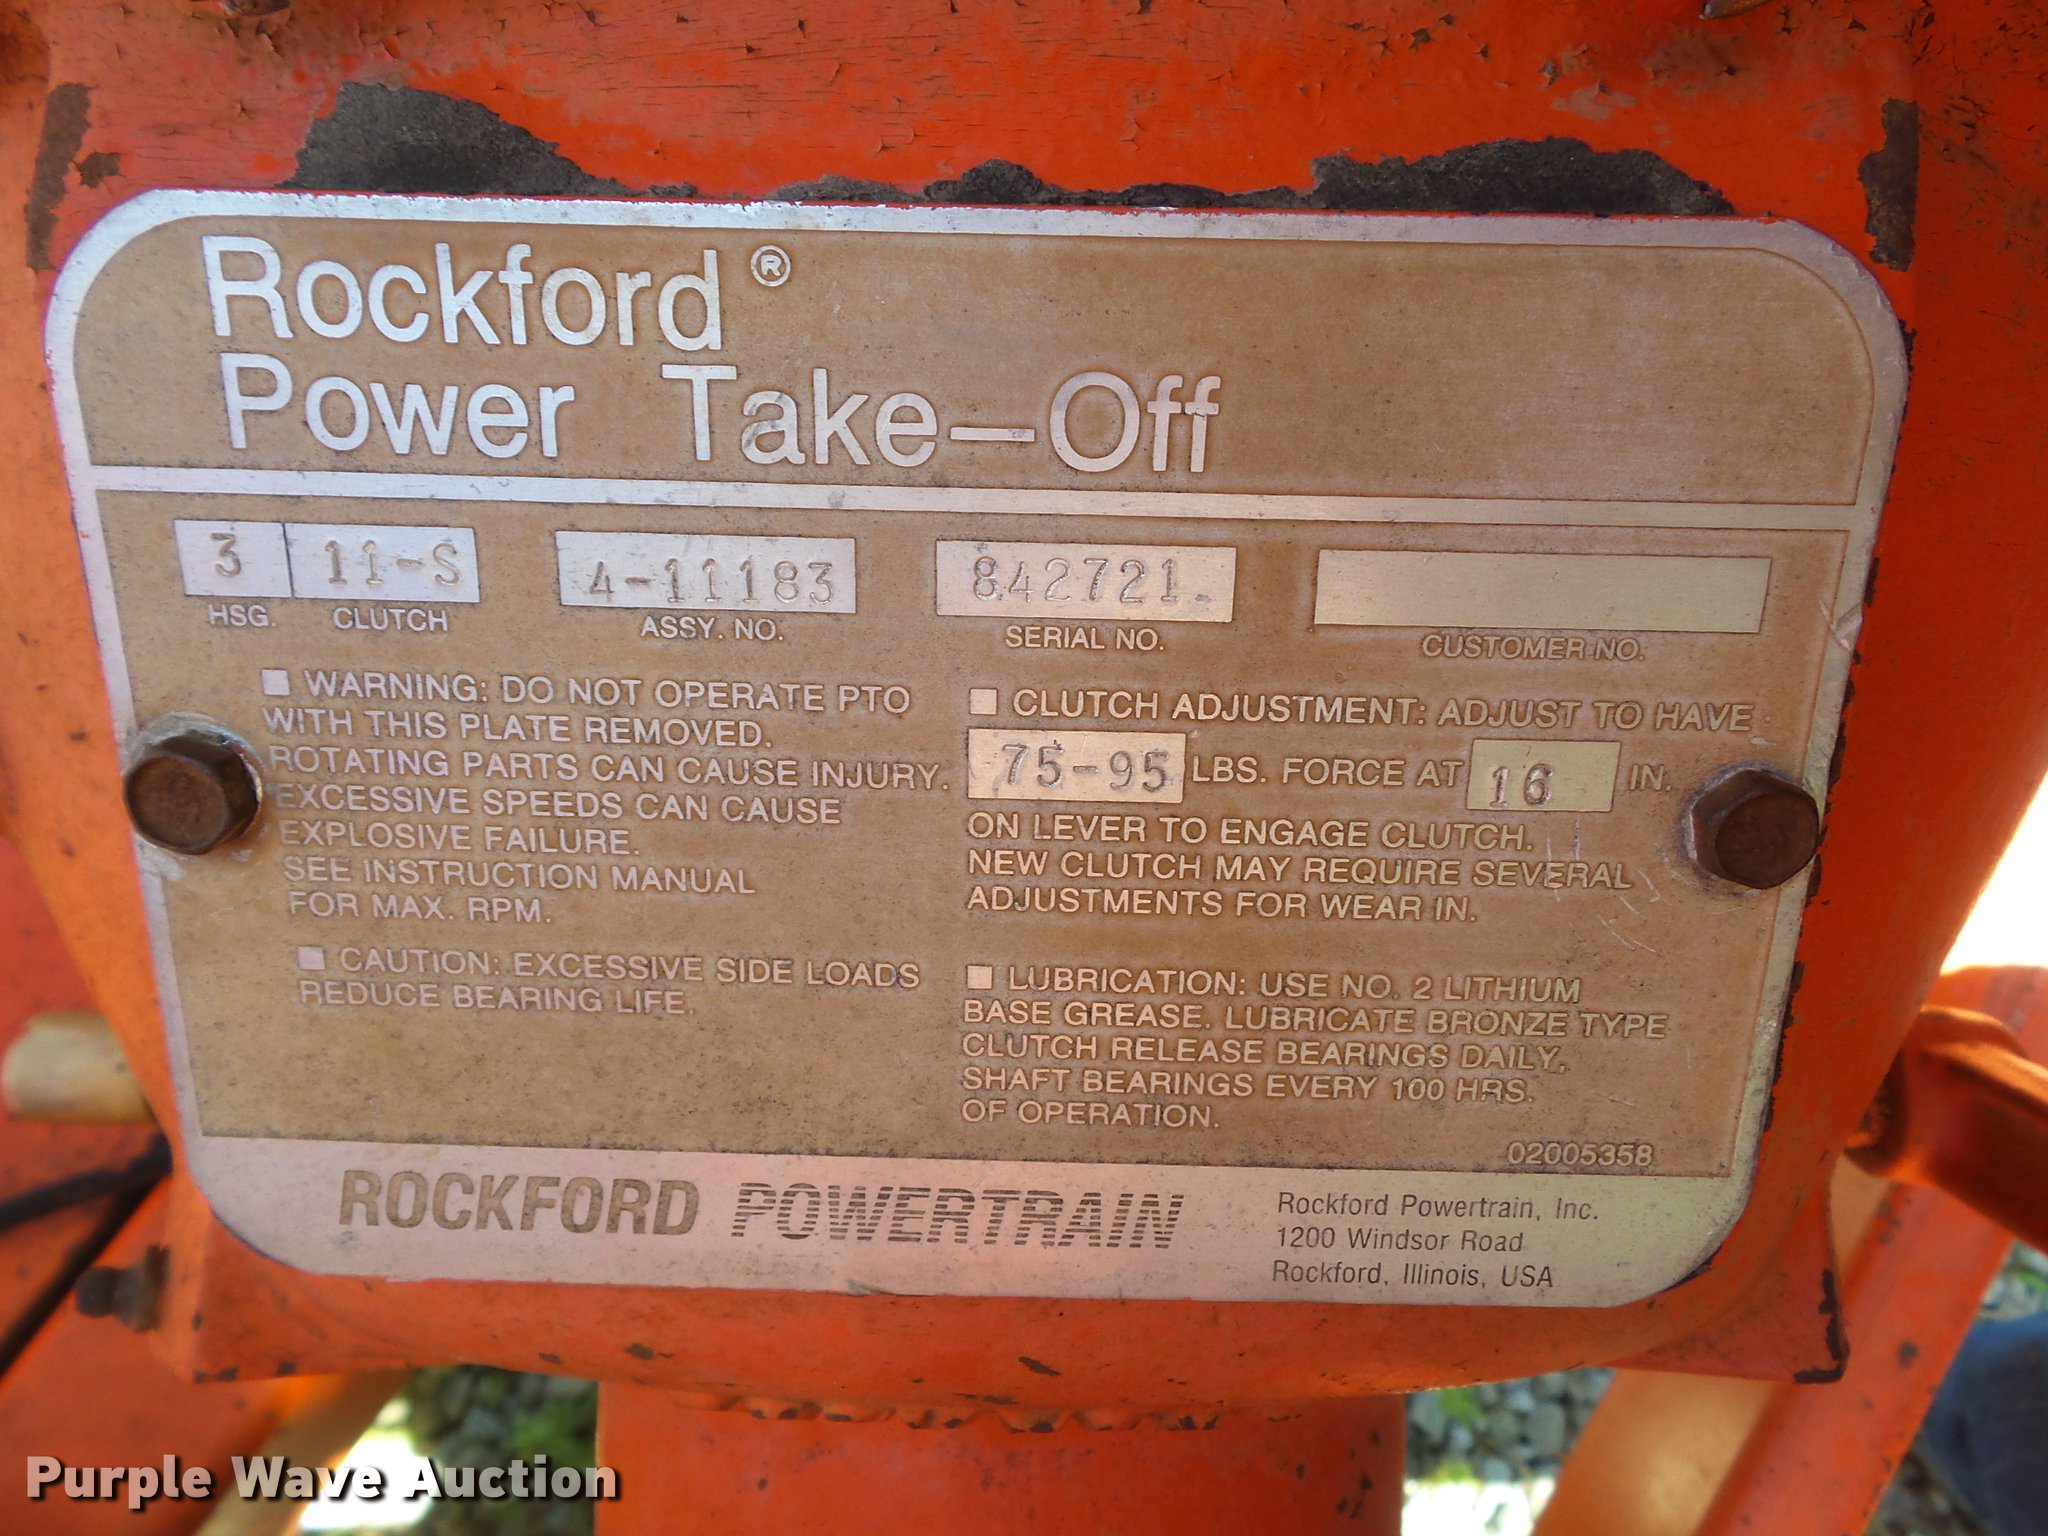 Rockford ®
Power Take-Off
3 11-S 4-11183 842721
HSG. CLUTCH ASSY. NO. SERIAL NO. CUSTOMER NO.
■ WARNING: DO NOT OPERATE PTO
WITH THIS PLATE REMOVED.
ROTATING PARTS CAN CAUSE INJURY.
EXCESSIVE SPEEDS CAN CAUSE
EXPLOSIVE FAILURE.
SEE INSTRUCTION MANUAL
FOR MAX. RPM.
■ CAUTION: EXCESSIVE SIDE LOADS
REDUCE BEARING LIFE.
■ CLUTCH ADJUSTMENT: ADJUST TO HAVE
75-95 LBS. FORCE AT 16 IN.
ON LEVER TO ENGAGE CLUTCH.
NEW CLUTCH MAY REQUIRE SEVERAL
ADJUSTMENTS FOR WEAR IN.
■ LUBRICATION: USE NO. 2 LITHIUM
BASE GREASE. LUBRICATE BRONZE TYPE
CLUTCH RELEASE BEARINGS DAILY,
SHAFT BEARINGS EVERY 100 HRS.
OF OPERATION.
02005358
ROCKFORD POWERTRAIN
Rockford Powertrain, Inc.
1200 Windsor Road
Rockford, Illinois, USA
Purple Wave Auction